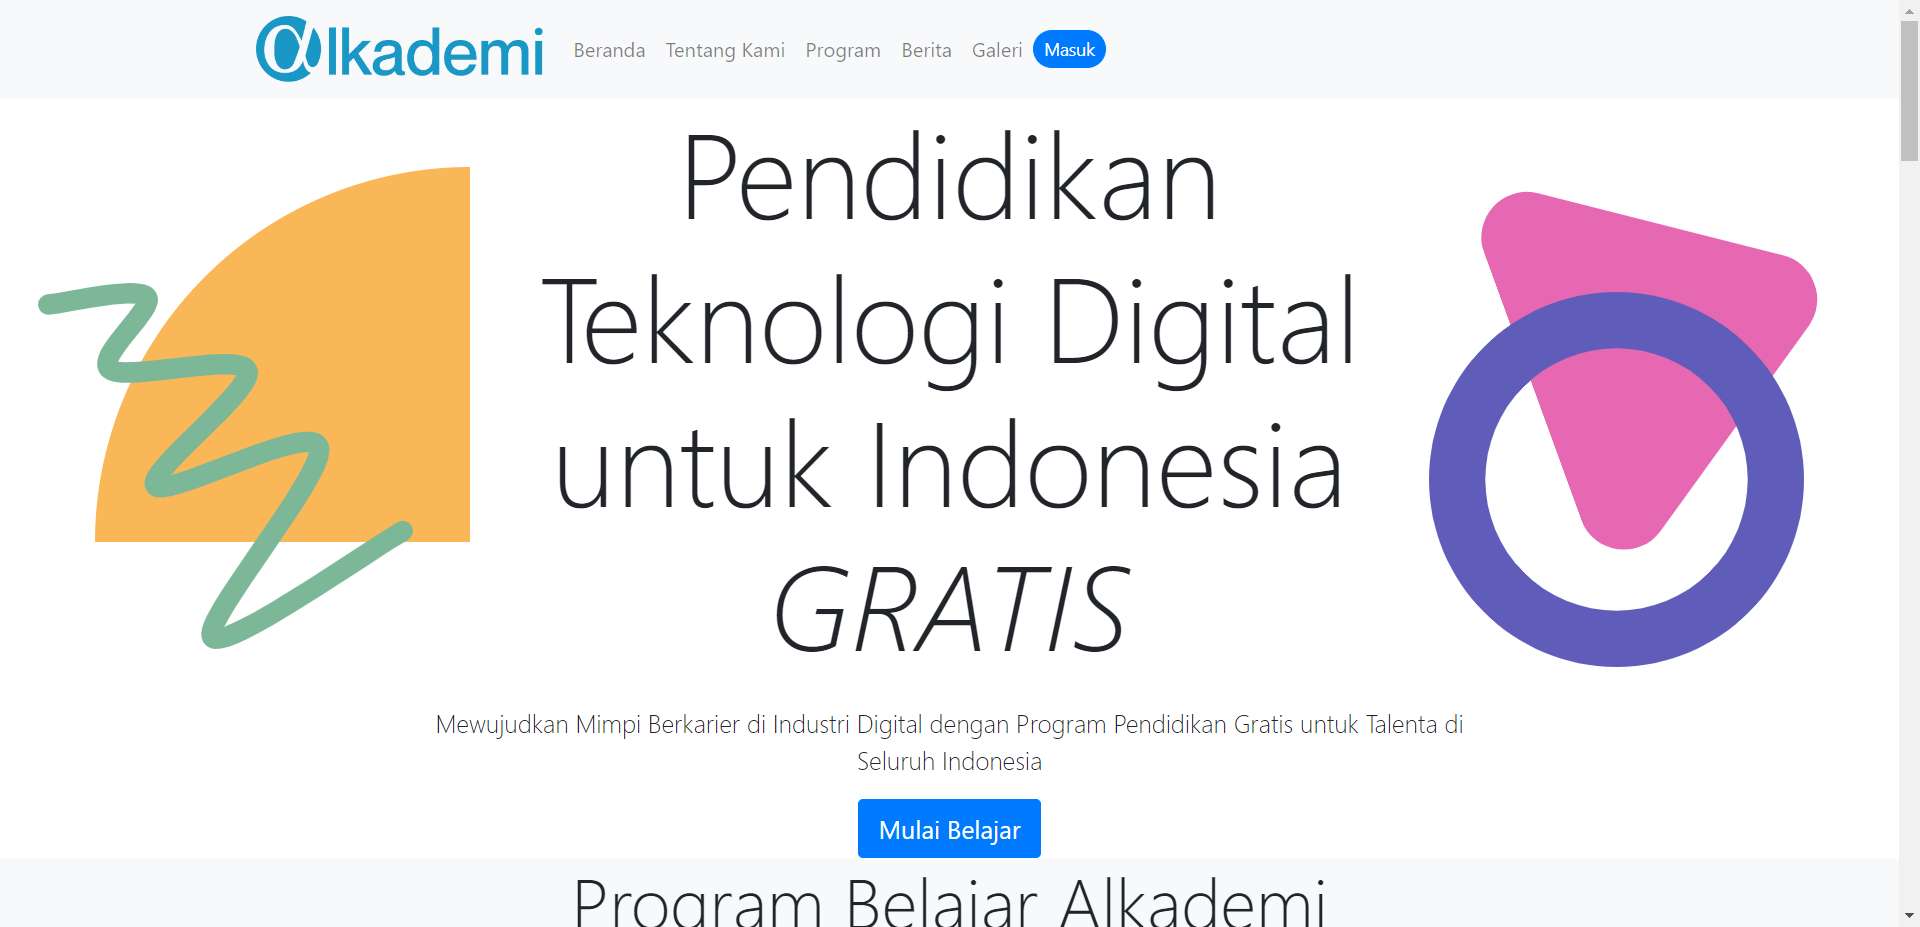 @lkademi
Beranda Tentang Kami Program Berita Galeri Masuk
Pendidikan
Teknologi Digital
untuk Indonesia
GRATIS
Mewujudkan Mimpi Berkarier di Industri Digital dengan Program Pendidikan Gratis untuk Talenta di
Seluruh Indonesia
Mulai Belajar
Program Belajar Alkademi